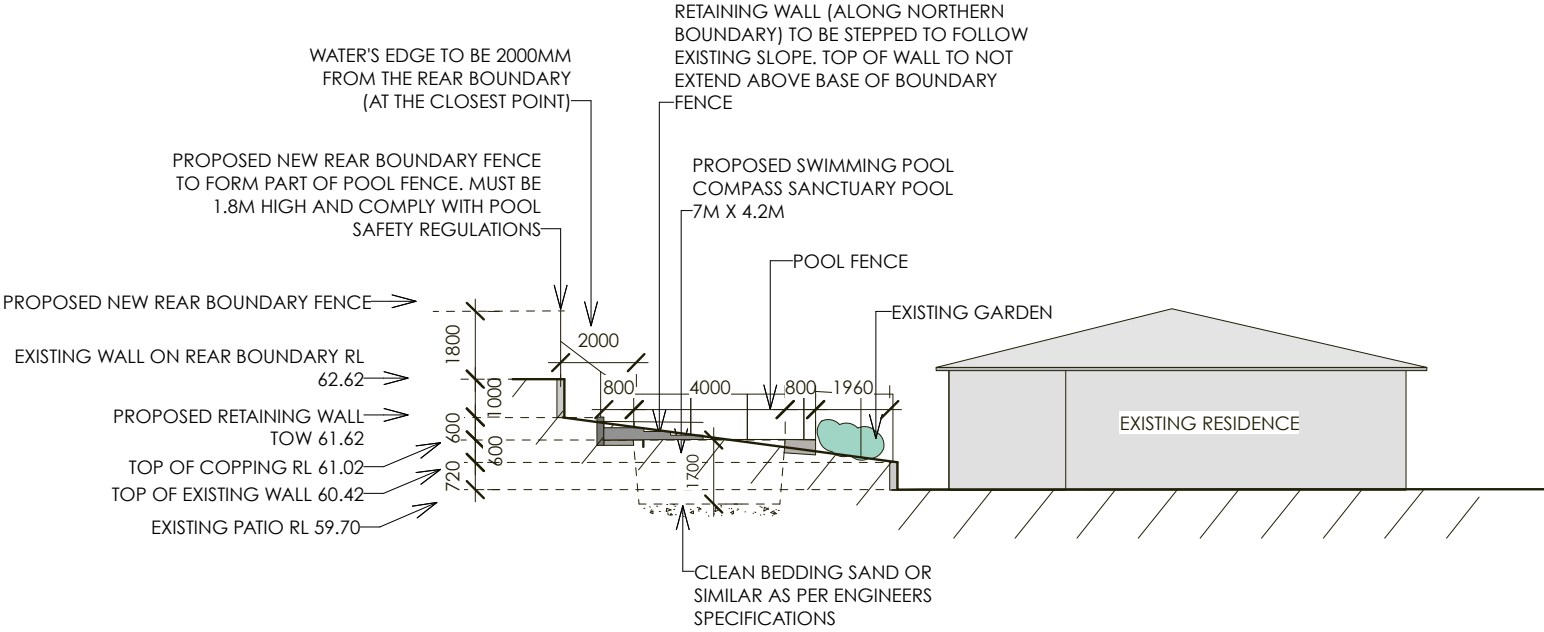 RETAINING WALL (ALONG NORTHERN
BOUNDARY) TO BE STEPPED TO FOLLOW
EXISTING SLOPE. TOP OF WALL TO NOT
EXTEND ABOVE BASE OF BOUNDARY
FENCE
WATER'S EDGE TO BE 2000MM
FROM THE REAR BOUNDARY
(AT THE CLOSEST POINT)
PROPOSED NEW REAR BOUNDARY FENCE
TO FORM PART OF POOL FENCE. MUST BE
1.8M HIGH AND COMPLY WITH POOL
SAFETY REGULATIONS
PROPOSED SWIMMING POOL
COMPASS SANCTUARY POOL
7M X 4.2M
POOL FENCE
PROPOSED NEW REAR BOUNDARY FENCE
EXISTING GARDEN
2000
1800
EXISTING WALL ON REAR BOUNDARY RL
62.62
1000
800
4000
800
1960
PROPOSED RETAINING WALL
TOW 61.62
600
EXISTING RESIDENCE
600
TOP OF COPPING RL 61.02
1700
720
TOP OF EXISTING WALL 60.42
EXISTING PATIO RL 59.70
CLEAN BEDDING SAND OR
SIMILAR AS PER ENGINEERS
SPECIFICATIONS